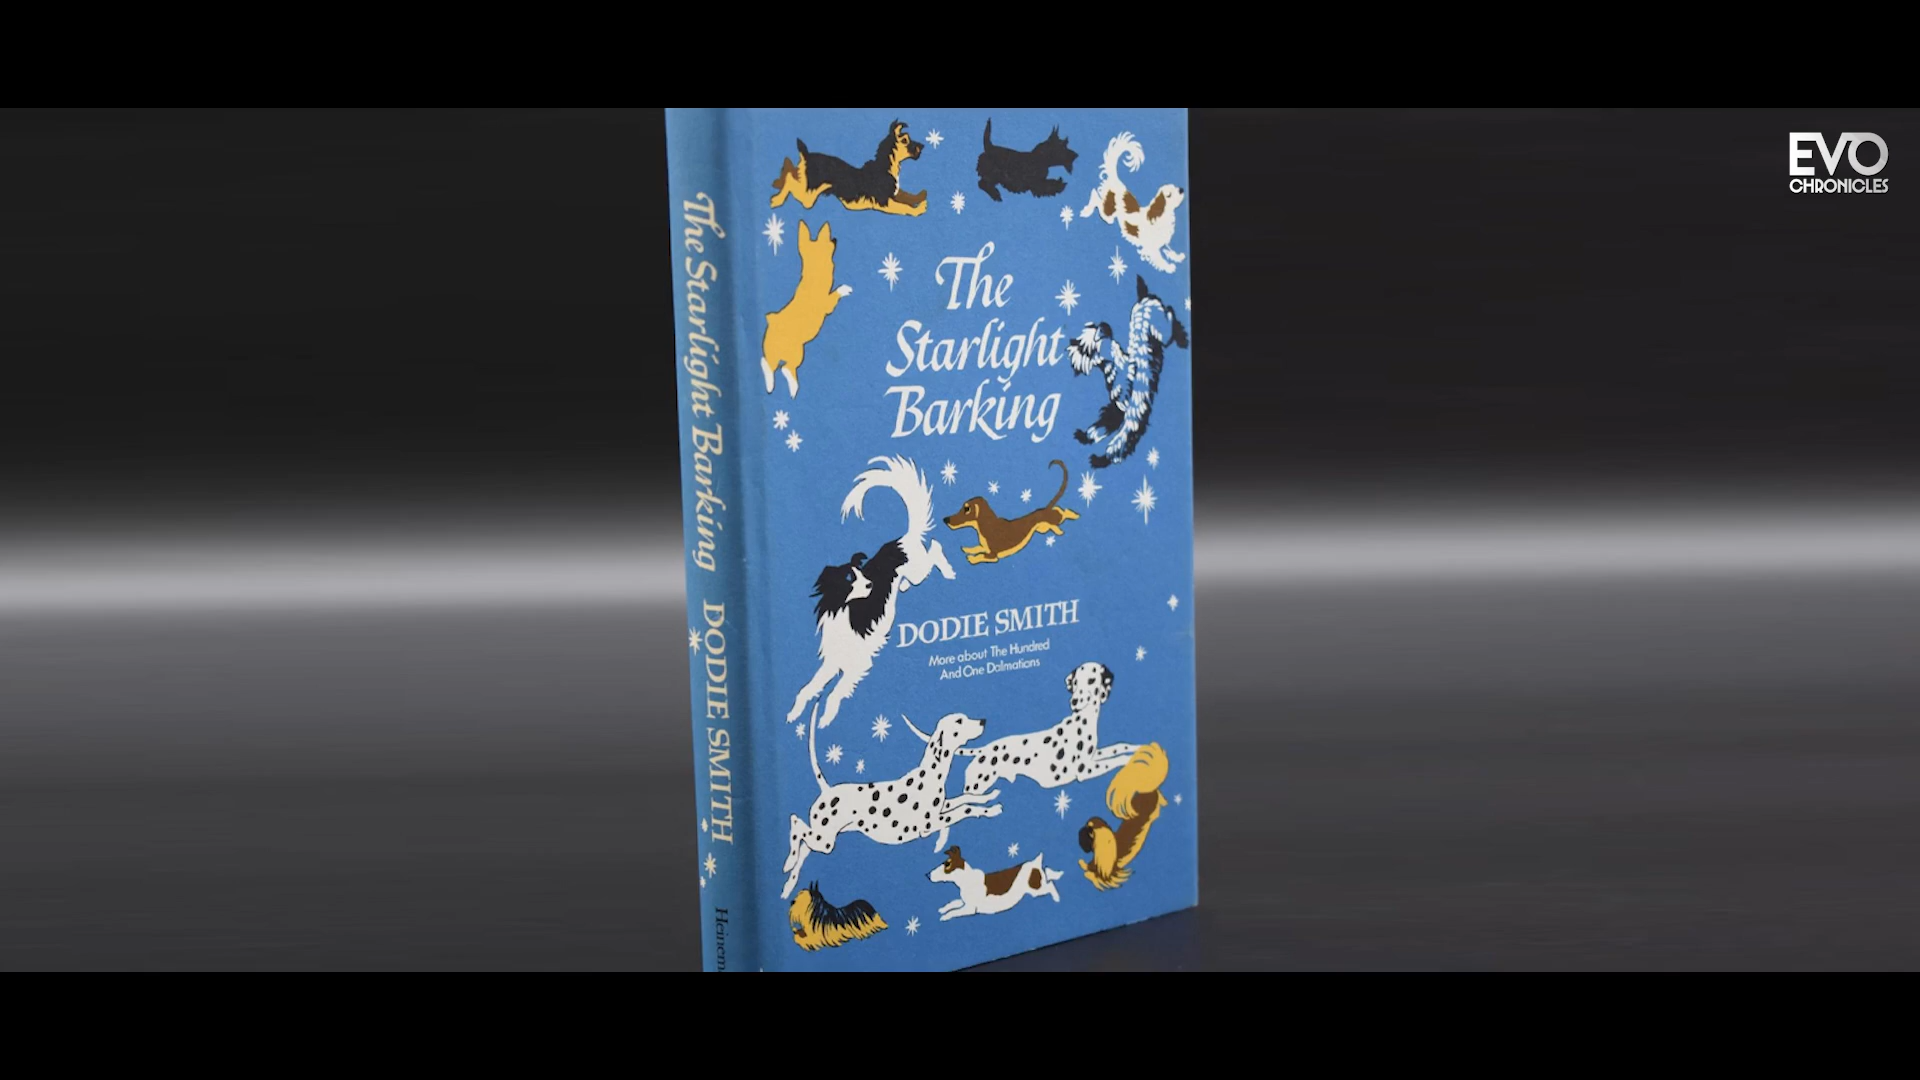 EVO
CHRONICLES
The Starlight Barking DODIE SMITH
The
Starlight
Barking
DODIE SMITH
More about The Hundred
And One Dalmatians